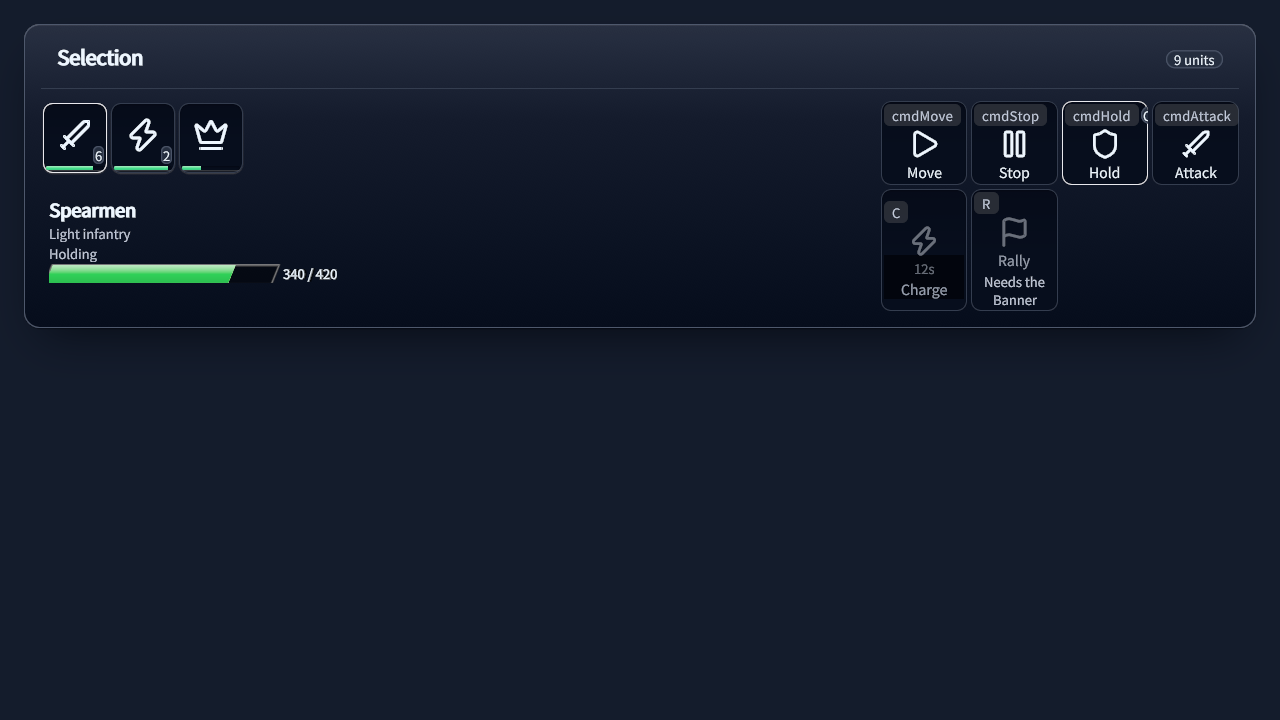 Selection
9 units
6
2
Spearmen
Light infantry
Holding
340 / 420
cmdMove
Move
cmdStop
Stop
cmdHold
Hold
cmdAttack
Attack
C
12s
Charge
R
Rally
Needs the
Banner